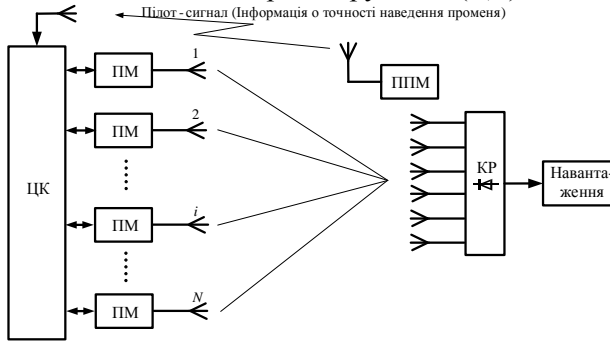 Пілот-сигнал (Інформація о точності наведення променя)
1
ПМ
ППМ
2
ПМ
КР
Наванта-
ження
ЦК
i
ПМ
N
ПМ